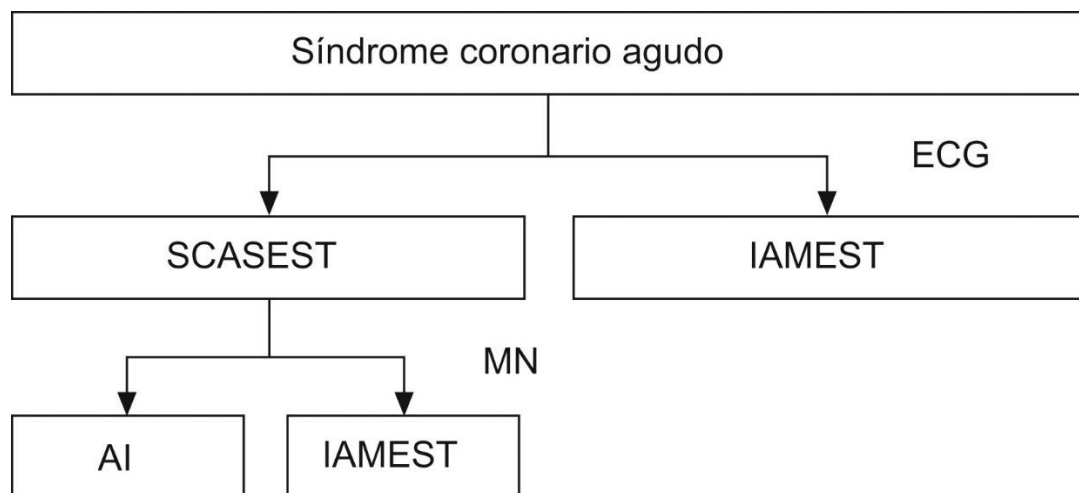 Síndrome coronario agudo
ECG
SCASEST
IAMEST
MN
AI
IAMEST